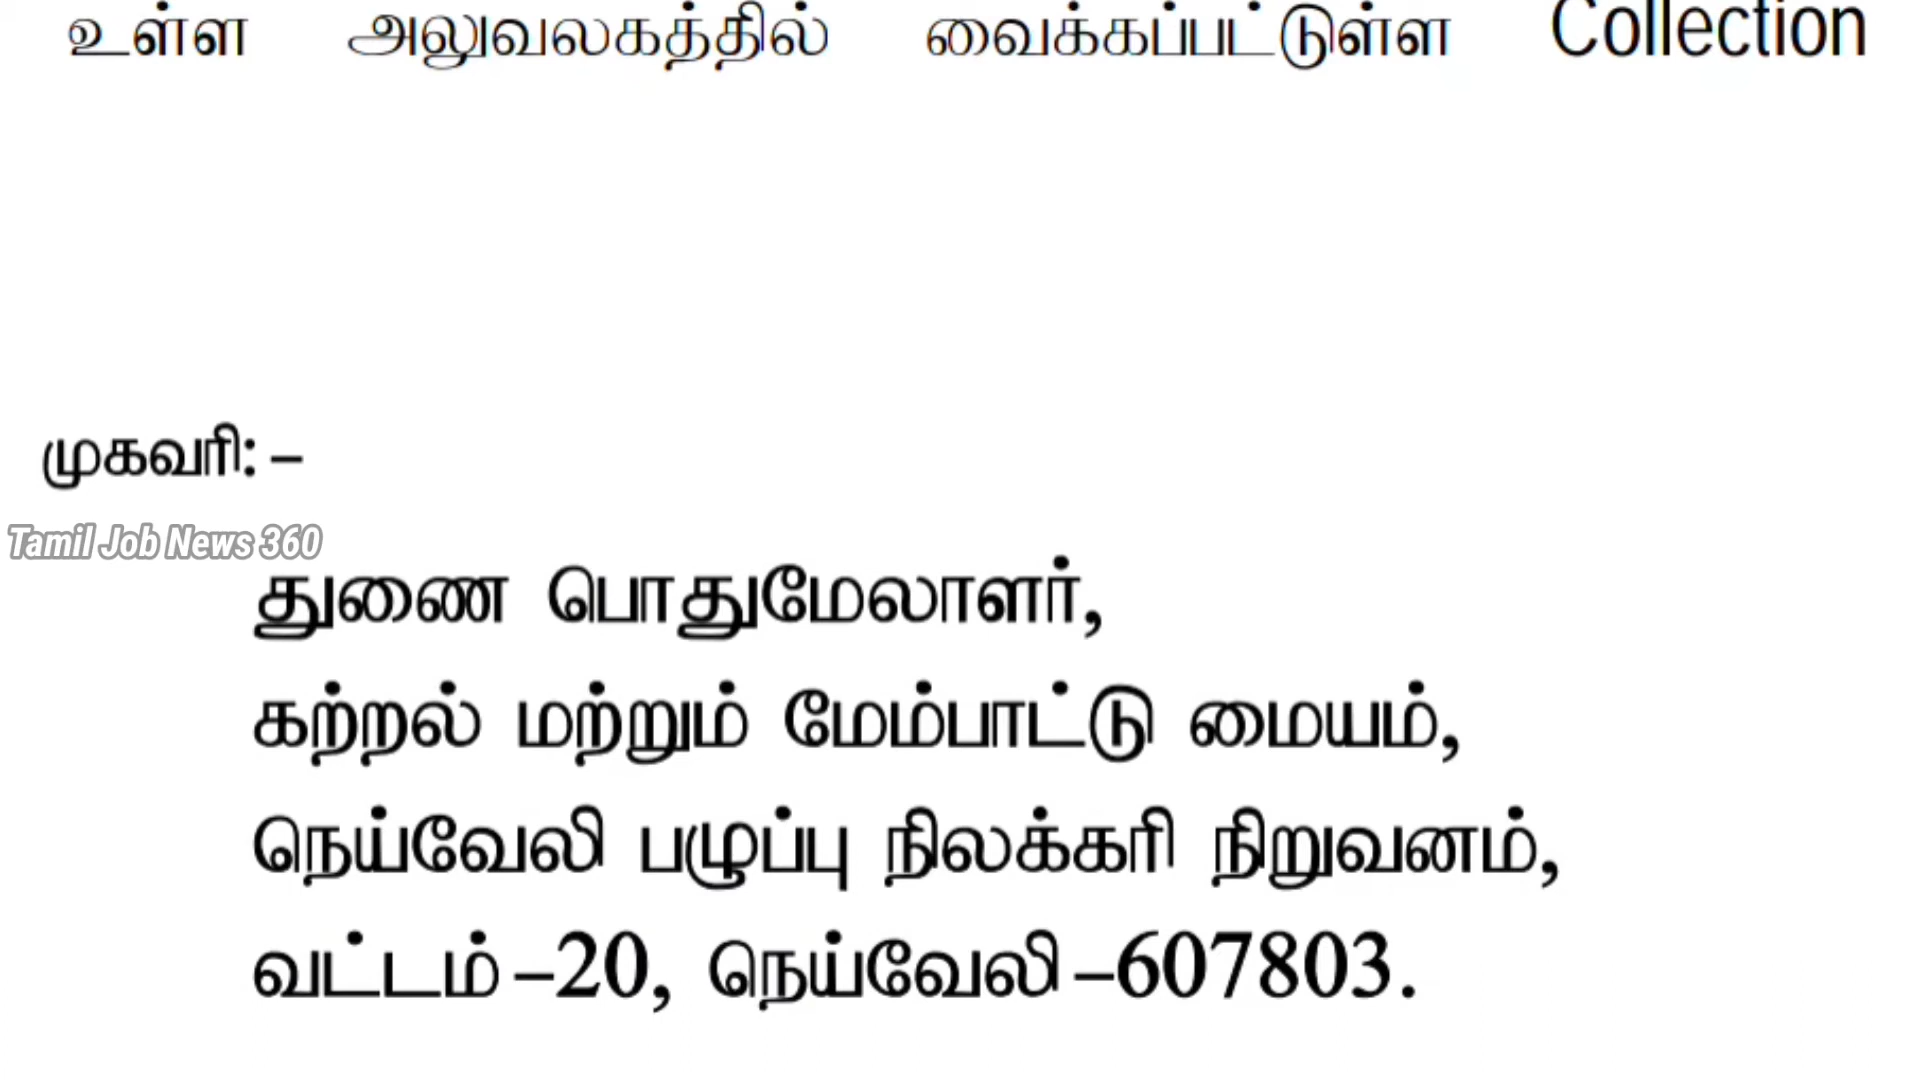 உள்ள அலுவலகத்தில் வைக்கப்பட்டுள்ள Collection
முகவரி:-
Tamil Job News 360
துணை பொதுமேலாளர்,
கற்றல் மற்றும் மேம்பாட்டு மையம்,
நெய்வேலி பழுப்பு நிலக்கரி நிறுவனம்,
வட்டம்-20, நெய்வேலி-607803.